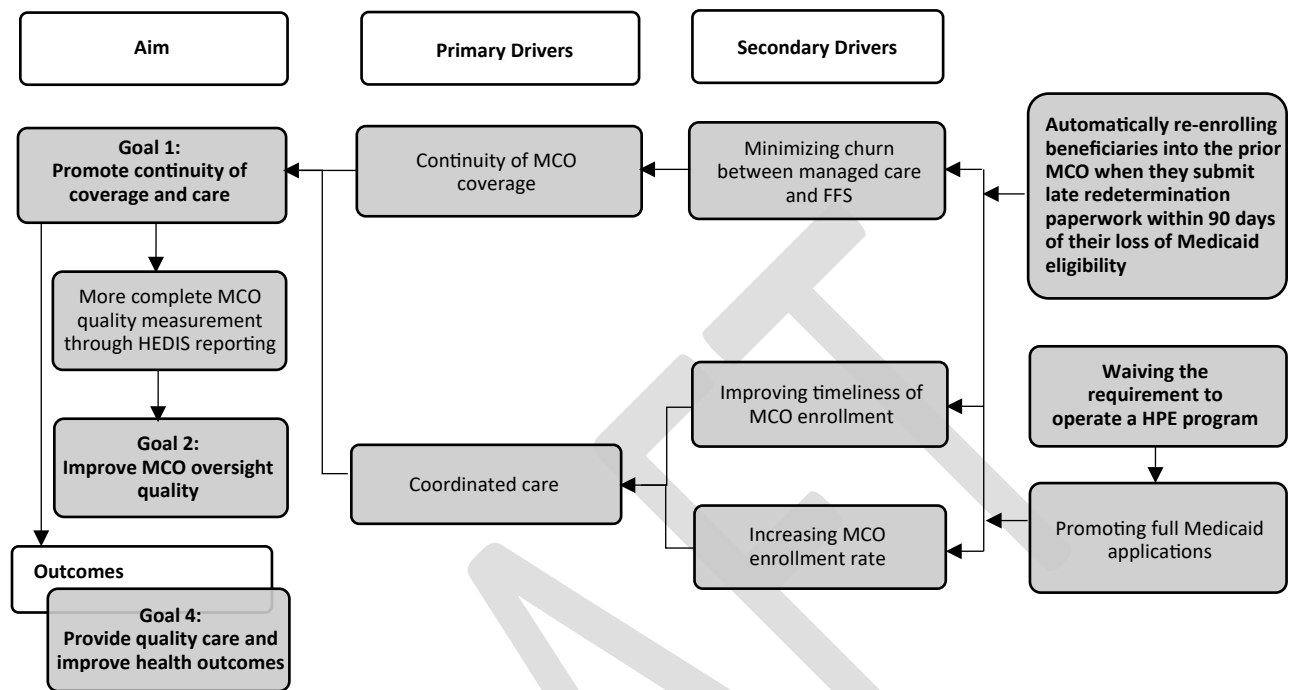 Aim
Primary Drivers
Secondary Drivers
Goal 1:
Promote continuity of
coverage and care
Continuity of MCO
coverage
Minimizing churn
between managed care
and FFS
Automatically re-enrolling
beneficiaries into the prior
MCO when they submit
late redetermination
paperwork within 90 days
of their loss of Medicaid
eligibility
More complete MCO
quality measurement
through HEDIS reporting
Improving timeliness of
MCO enrollment
Waiving the
requirement to
operate a HPE program
Goal 2:
Improve MCO oversight
quality
Coordinated care
Increasing MCO
enrollment rate
Promoting full Medicaid
applications
Outcomes
Goal 4:
Provide quality care and
improve health outcomes